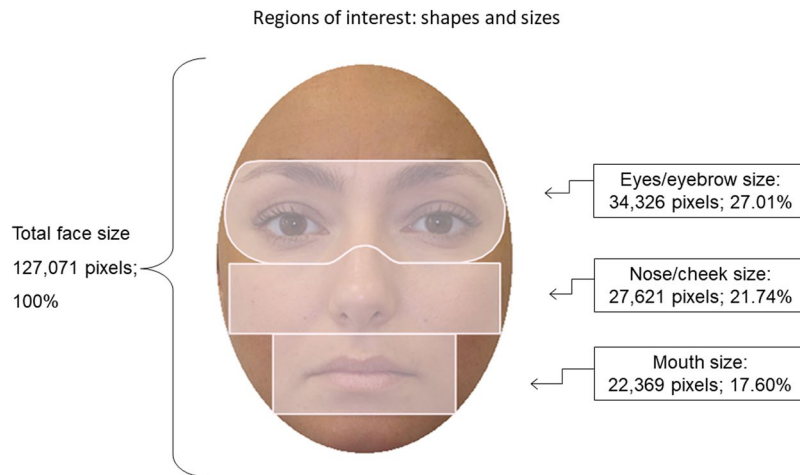 Regions of interest: shapes and sizes
Total face size
127,071 pixels;
100%
Eyes/eyebrow size:
34,326 pixels; 27.01%
Nose/cheek size:
27,621 pixels; 21.74%
Mouth size:
22,369 pixels; 17.60%